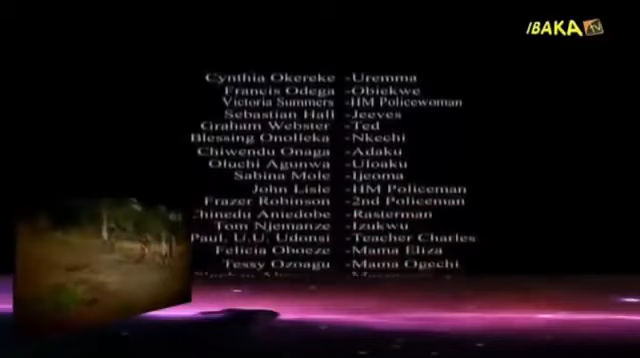 IBAKA TV
Cynthia Okereke -Uremma
Francis Odega -Obiekwe
Victoria Summers -HM Policewoman
Sebastian Hall -Jeeves
Graham Webster -Ted
Blessing Onolleka -Nkechi
Chiwendu Onaga -Adaku
Oluchi Agunwa -Uloaku
Sabina Mole -Ijeoma
John Lisle -HM Policeman
Frazer Robinson -2nd Policeman
Chinedu Aniedobe -Rasterman
Tom Njemanze -Izukwu
Paul. U.U. Udonsi -Teacher Charles
Felicia Oboeze -Mama Eliza
Tessy Oznagu -Mama Ogechi